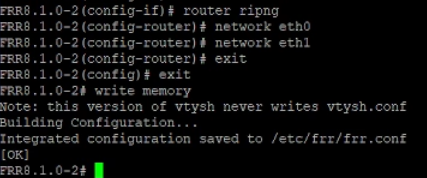 FRR8.1.0-2(config-if)# router ripng
FRR8.1.0-2(config-router)# network eth0
FRR8.1.0-2(config-router)# network eth1
FRR8.1.0-2(config-router)# exit
FRR8.1.0-2(config)# exit
FRR8.1.0-2# write memory
Note: this version of vtysh never writes vtysh.conf
Building Configuration...
Integrated configuration saved to /etc/frr/frr.conf
[OK]
FRR8.1.0-2#